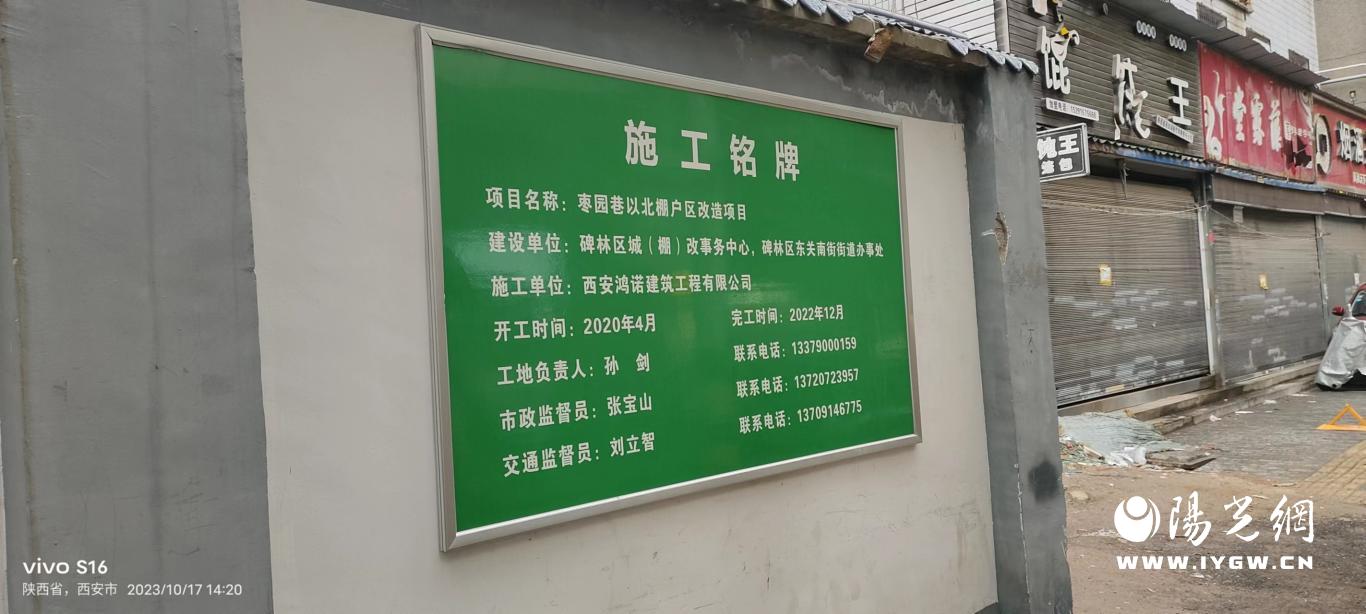 施工铭牌
项目名称：枣园巷以北棚户区改造项目
建设单位：碑林区城（棚）改事务中心，碑林区东关南街街道办事处
施工单位：西安鸿诺建筑工程有限公司
开工时间：2020年4月 完工时间：2022年12月
工地负责人：孙 剑 联系电话：13379000159
市政监督员：张宝山 联系电话：13720723957
交通监督员：刘立智 联系电话：13709146775
馄饨王
饨王
vivo S16
陕西省，西安市 2023/10/17 14:20
陽光網
WWW.IYGW.CN